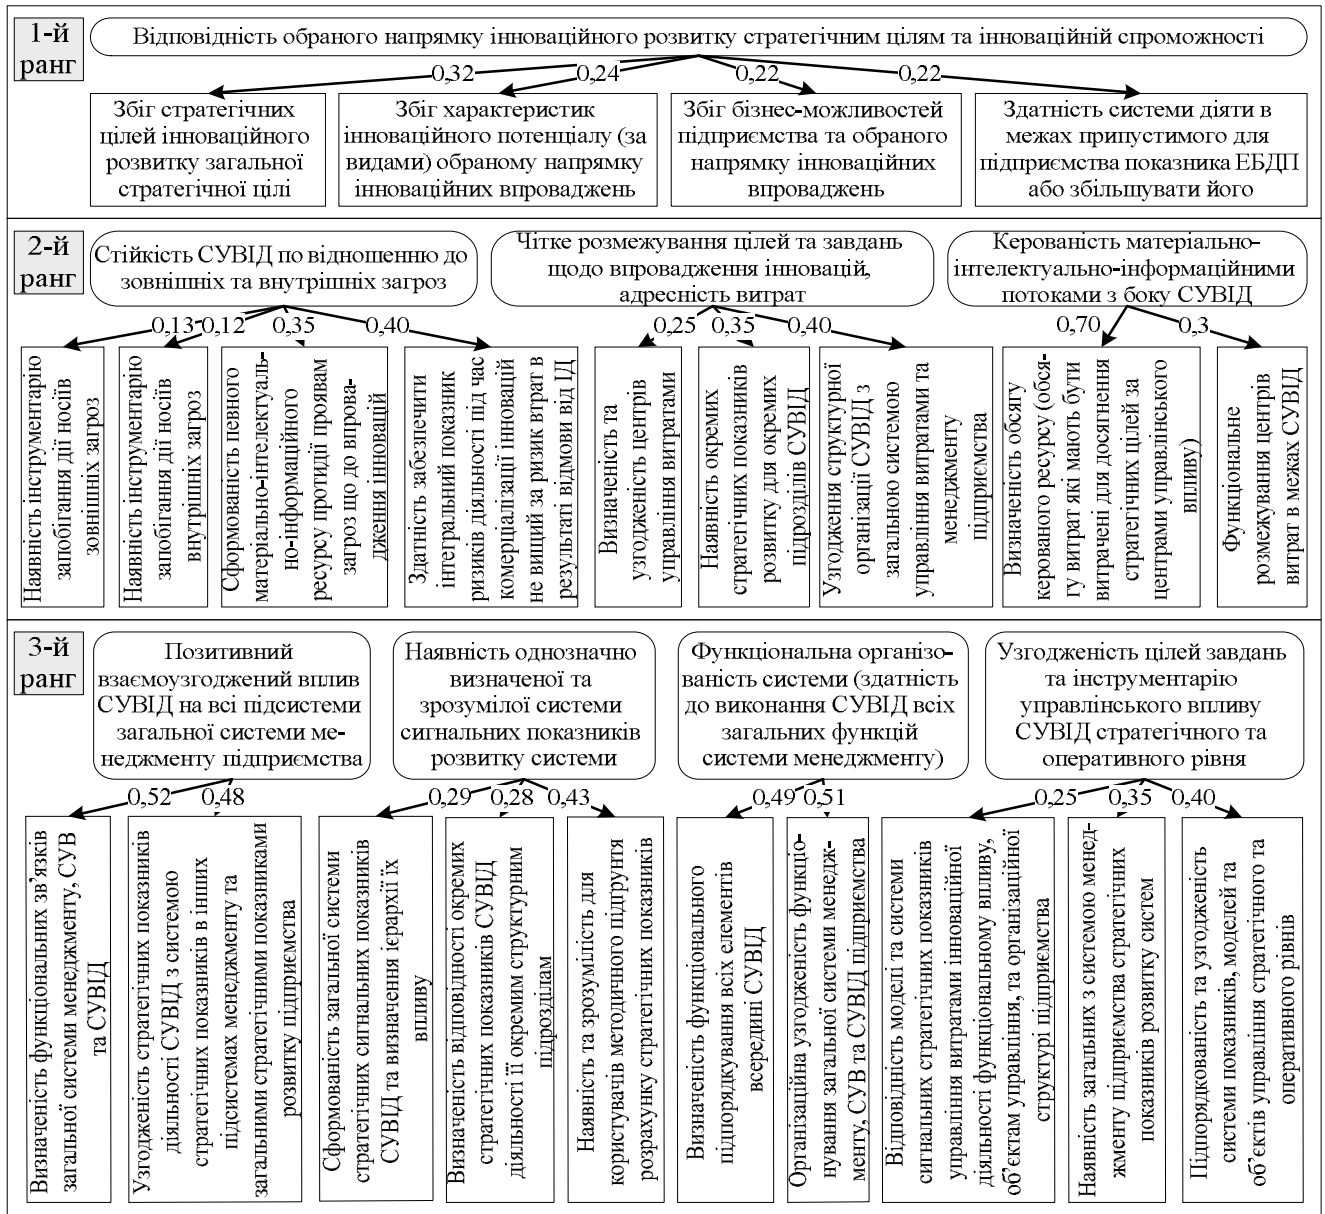 1-й
ранг
Відповідність обраного напрямку інноваційного розвитку стратегічним цілям та інноваційній спроможності
0,32
0,24
0,22
0,22
Збіг стратегічних
цілей інноваційного
розвитку загальної
стратегічної цілі
Збіг характеристик
інноваційного потенціалу (за
видами) обраному напрямку
інноваційних впроваджень
Збіг бізнес-можливостей
підприємства та обраного
напрямку інноваційних
впроваджень
Здатність системи діяти в
межах припустимого для
підприємства показника ЕБДП
або збільшувати його
2-й
ранг
Стійкість СУВІД по відношенню до
зовнішніх та внутрішніх загроз
Чітке розмежування цілей та завдань
щодо впровадження інновацій,
адресність витрат
Керованість матеріально-
інтелектуально-інформаційними
потоками з боку СУВІД
0,13
0,12
0,35
0,40
0,25
0,35
0,40
0,70
0,3
Наявність інструментарію
запобігання дії носіїв
зовнішніх загроз
Наявність інструментарію
запобігання дії носіїв
внутрішніх загроз
Сформованість певного
матеріально-інтелектуаль-
но-інформаційного
ресурсу протидії проявам
загроз що до впрова-
дження інновацій
Здатність забезпечити
інтегральний показник
ризиків діяльності під час
комерціалізації інновацій
не вищий за ризик втрат в
результаті відмови від ІД
Визначеність та
узгодженість центрів
управління витратами
Наявність окремих
стратегічних показників
розвитку для окремих
підрозділів СУВІД
Узгодження структурної
організації СУВІД з
загальною системою
управління витратами та
менеджменту
підприємства
Визначеність обсягу
керованого ресурсу (обся-
гу витрат які мають бути
витрачені для досягнення
стратегічних цілей за
центрами управлінського
впливу)
Функціональне
розмежування центрів
витрат в межах СУВІД
3-й
ранг
Позитивний
взаємоузгоджений вплив
СУВІД на всі підсистеми
загальної системи ме-
неджменту підприємства
Наявність однозначно
визначеної та
зрозумілої системи
сигнальних показників
розвитку системи
Функціональна організо-
ваність системи (здатність
до виконання СУВІД всіх
загальних функцій
системи менеджменту)
Узгодженість цілей завдань
та інструментарію
управлінського впливу
СУВІД стратегічного та
оперативного рівня
0,52
0,48
0,29
0,28
0,43
0,49
0,51
0,25
0,35
0,40
Визначеність функціональних зв’язків
загальної системи менеджменту, СУВ
та СУВІД
Узгодженість стратегічних показників
діяльності СУВІД з системою
стратегічних показників в інших
підсистемах менеджменту та
загальними стратегічними показниками
розвитку підприємства
Сформованість загальної системи
стратегічних сигнальних показників
СУВІД та визначення ієрархії їх
впливу
Визначеність відповідності окремих
стратегічних показників СУВІД
діяльності її окремим структурним
підрозділам
Наявність та зрозумілість для
користувачів методичного підґрунтя
розрахунку стратегічних показників
Визначеність функціонального
підпорядкування всіх елементів
всередині СУВІД
Організаційна узгодженість функціо-
нування загальної системи менедж-
менту, СУВ та СУВІД підприємства
Відповідність моделі та системи
сигнальних стратегічних показників
управління витратами інноваційної
діяльності функціональному впливу,
об’єктам управління, та організаційної
структурі підприємства
Наявність загальних з системою менед-
жменту підприємства стратегічних
показників розвитку систем
Підпорядкованість та узгодженість
системи показників, моделей та
об’єктів управління стратегічного та
оперативного рівнів